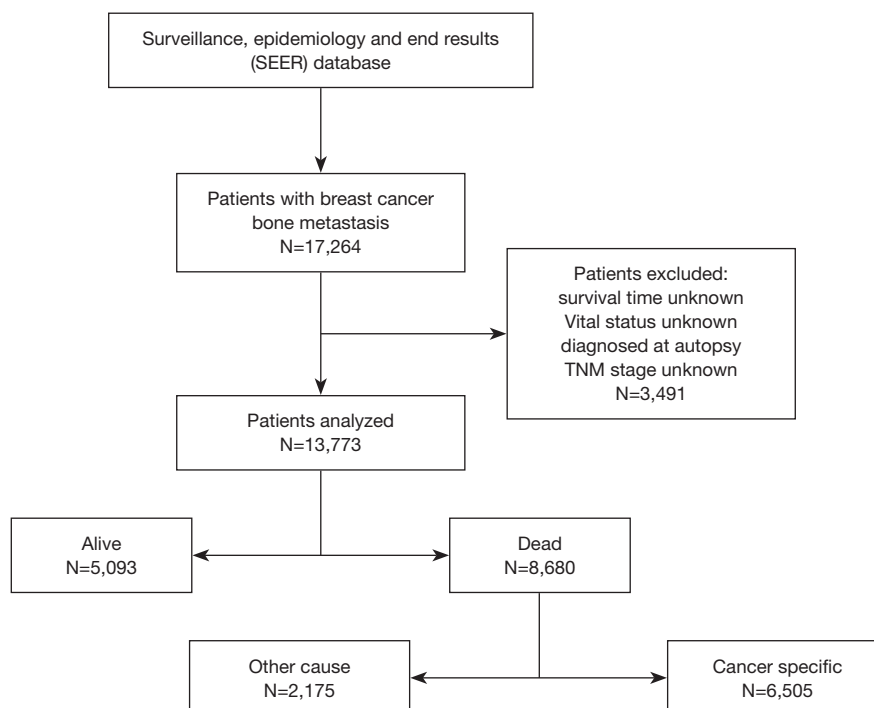 Surveillance, epidemiology and end results
(SEER) database
Patients with breast cancer
bone metastasis
N=17,264
Patients excluded:
survival time unknown
Vital status unknown
diagnosed at autopsy
TNM stage unknown
N=3,491
Patients analyzed
N=13,773
Alive
N=5,093
Dead
N=8,680
Other cause
N=2,175
Cancer specific
N=6,505